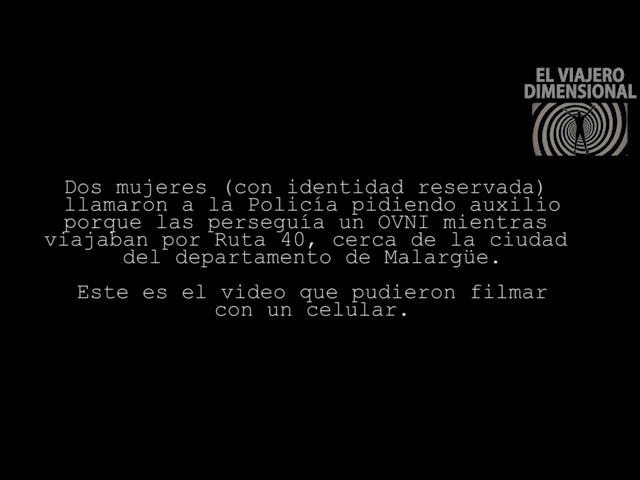 EL VIAJERO
DIMENSIONAL
Dos mujeres (con identidad reservada)
llamaron a la Policía pidiendo auxilio
porque las perseguía un OVNI mientras
viajaban por Ruta 40, cerca de la ciudad
del departamento de Malargüe.
Este es el video que pudieron filmar
con un celular.